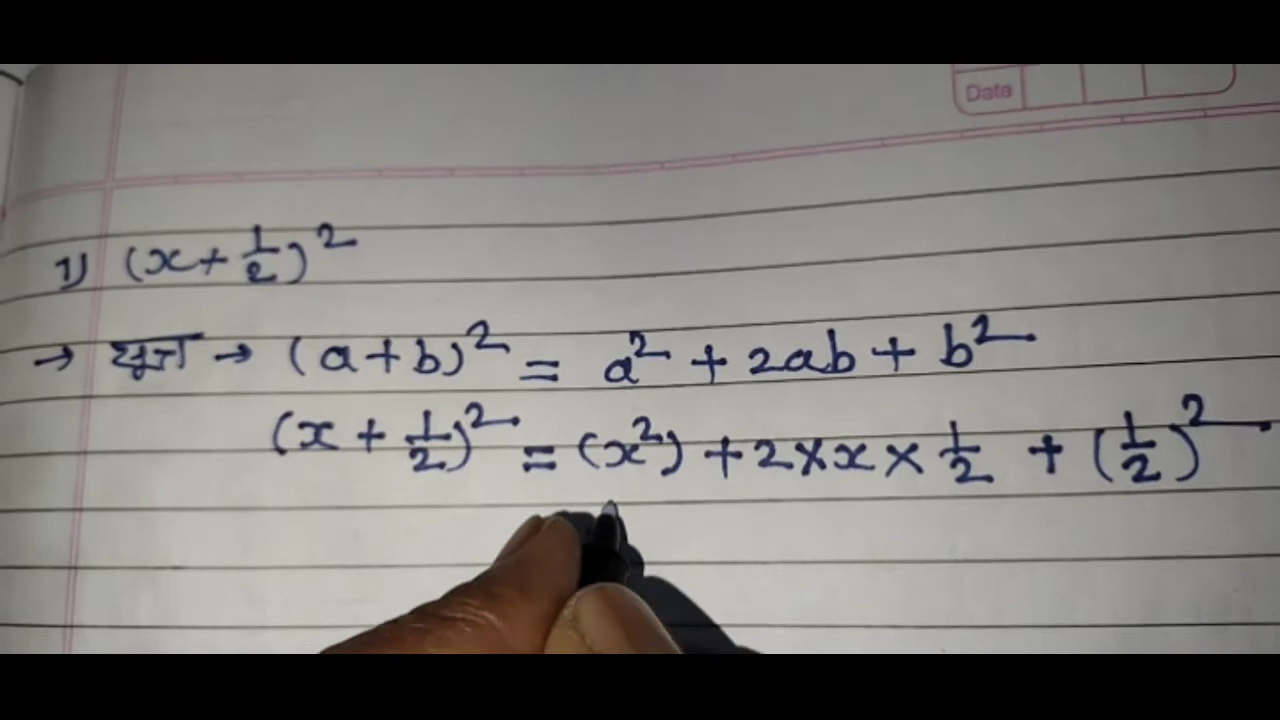 Date
1) (x + 1/2)²
→ सूत्र → (a + b)² = a² + 2ab + b²
(x + 1/2)² = (x²) + 2 × x × 1/2 + (1/2)²